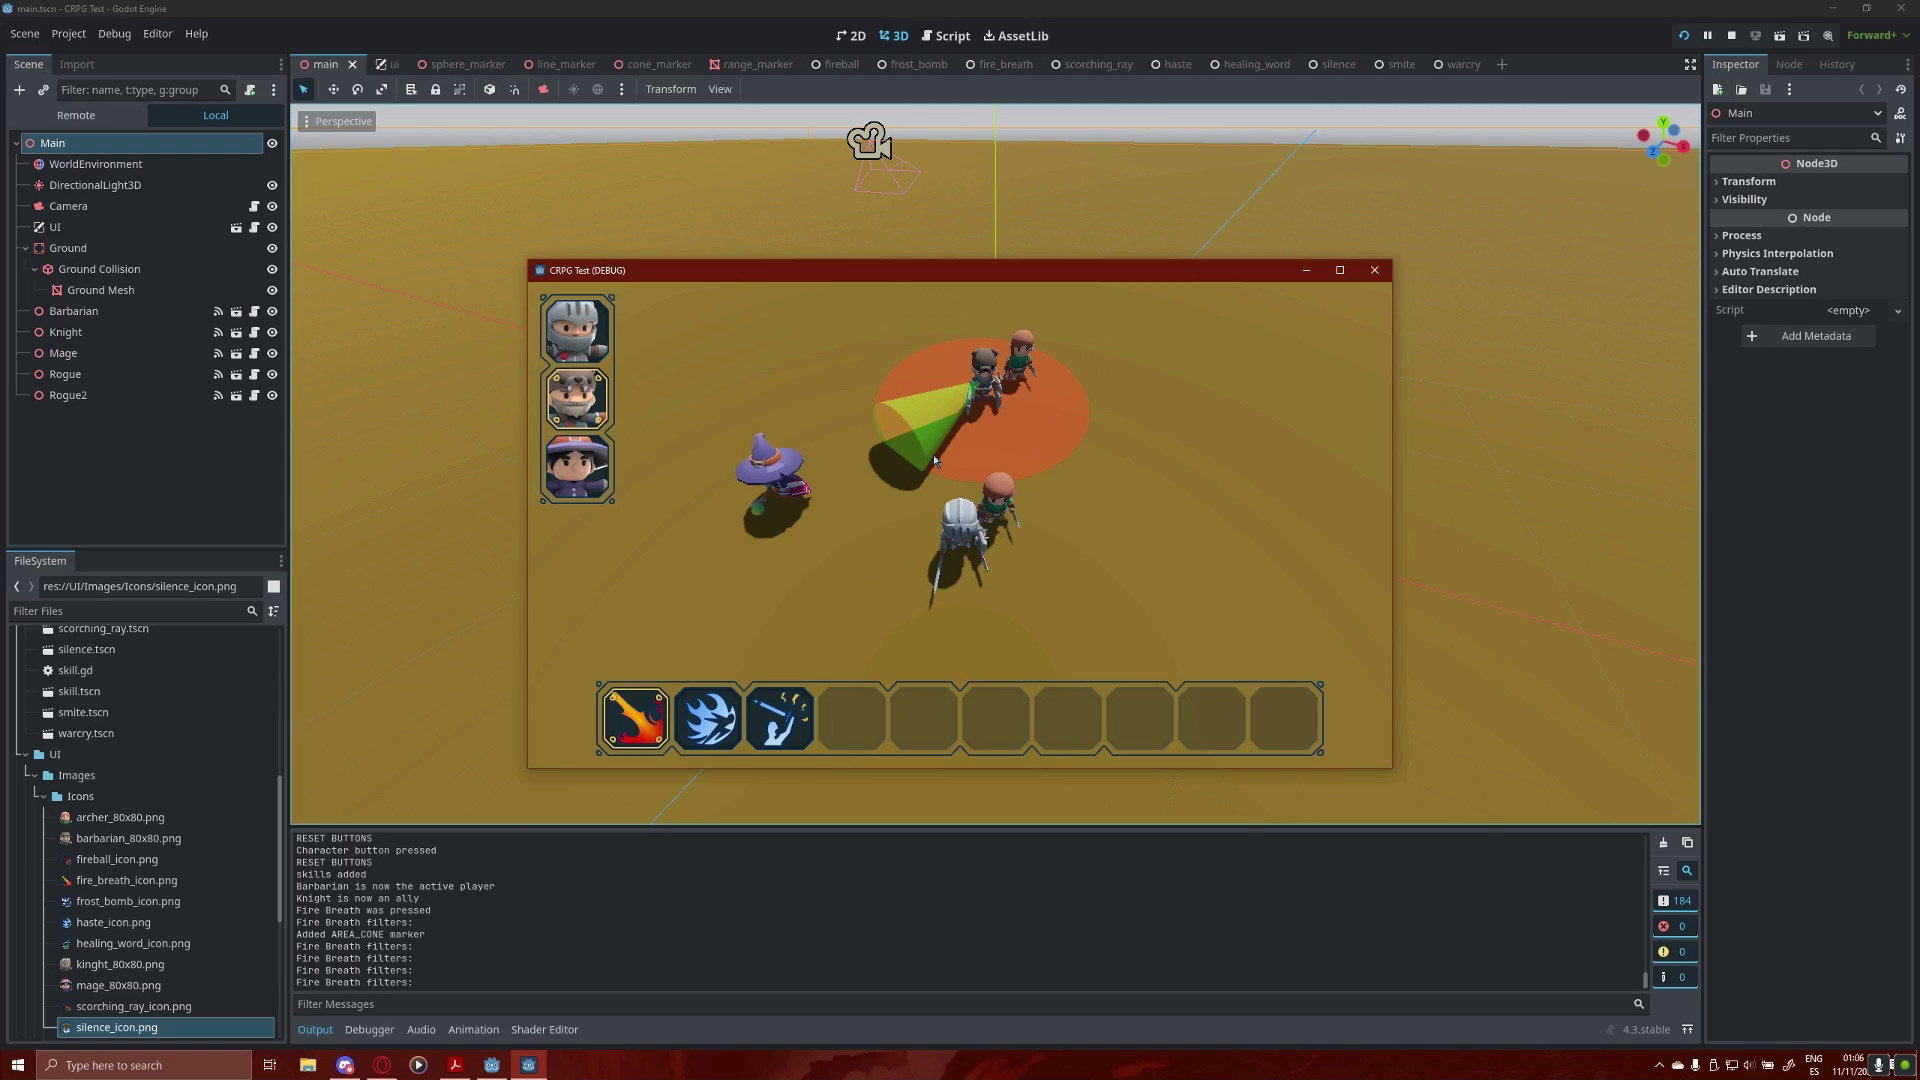 main.tscn - CRPG Test - Godot Engine
Scene Project Debug Editor Help
2D 3D Script AssetLib
Forward+
Scene Import
main ui sphere_marker line_marker cone_marker range_marker fireball frost_bomb fire_breath scorching_ray haste healing_word silence smite warcry
Inspector Node History
Filter: name, t:type, g:group
Transform View
Remote Local
Perspective
Main
WorldEnvironment
DirectionalLight3D
Camera
UI
Ground
Ground Collision
Ground Mesh
Barbarian
Knight
Mage
Rogue
Rogue2
Main
Filter Properties
Node3D
Transform
Visibility
Node
Process
Physics Interpolation
Auto Translate
Editor Description
Script <empty>
Add Metadata
CRPG Test (DEBUG)
FileSystem
res://UI/Images/Icons/silence_icon.png
Filter Files
scorching_ray.tscn
silence.tscn
skill.gd
skill.tscn
smite.tscn
warcry.tscn
UI
Images
Icons
archer_80x80.png
barbarian_80x80.png
fireball_icon.png
fire_breath_icon.png
frost_bomb_icon.png
haste_icon.png
healing_word_icon.png
kinght_80x80.png
mage_80x80.png
scorching_ray_icon.png
silence_icon.png
RESET BUTTONS
Character button pressed
RESET BUTTONS
skills added
Barbarian is now the active player
Knight is now an ally
Fire Breath was pressed
Fire Breath filters:
Added AREA_CONE marker
Fire Breath filters:
Fire Breath filters:
Fire Breath filters:
Fire Breath filters:
184
0
0
0
Filter Messages
Output Debugger Audio Animation Shader Editor
4.3.stable
Type here to search
ENG
ES
01:06